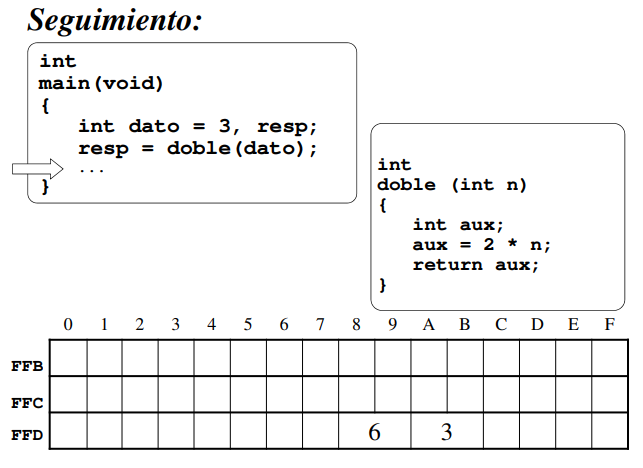 Seguimiento:
int
main(void)
{
int dato = 3, resp;
resp = doble(dato);
...
}
int
doble (int n)
{
int aux;
aux = 2 * n;
return aux;
}
0 1 2 3 4 5 6 7 8 9 A B C D E F
FFB
FFC
FFD 6 3